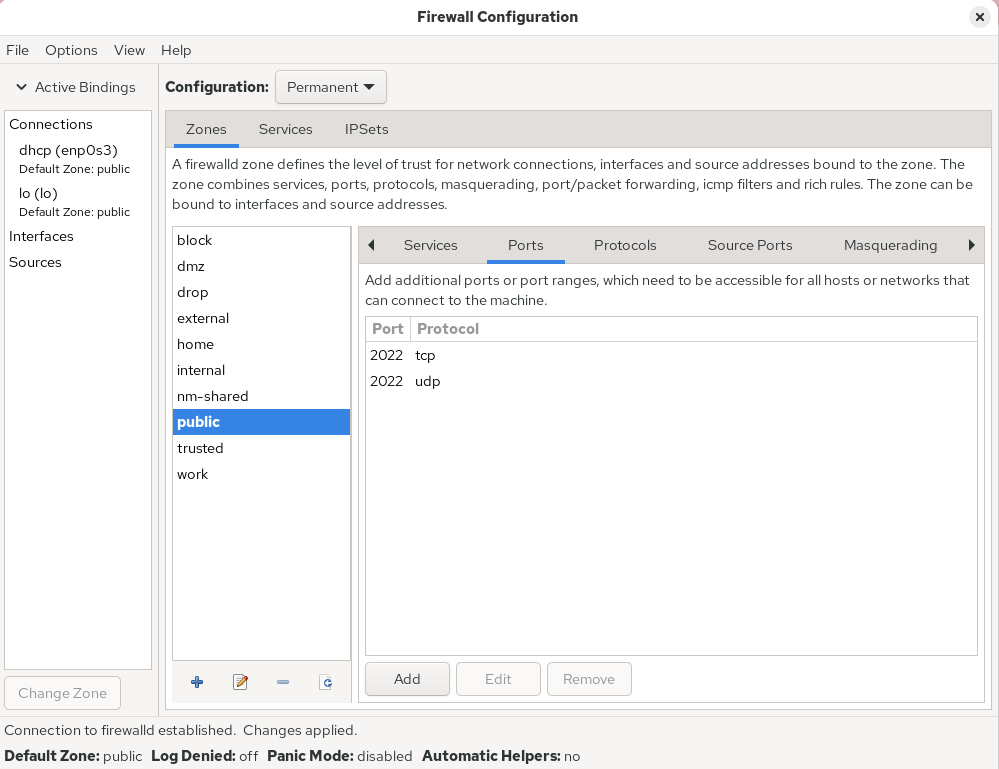 Firewall Configuration
File Options View Help
Active Bindings
Configuration: Permanent
Connections
dhcp (enp0s3)
Default Zone: public
lo (lo)
Default Zone: public
Interfaces
Sources
Zones Services IPSets
A firewalld zone defines the level of trust for network connections, interfaces and source addresses bound to the zone. The
zone combines services, ports, protocols, masquerading, port/packet forwarding, icmp filters and rich rules. The zone can be
bound to interfaces and source addresses.
block
dmz
drop
external
home
internal
nm-shared
public
trusted
work
Services Ports Protocols Source Ports Masquerading
Add additional ports or port ranges, which need to be accessible for all hosts or networks that
can connect to the machine.
Port Protocol
2022 tcp
2022 udp
Add Edit Remove
Change Zone
Connection to firewalld established. Changes applied.
Default Zone: public Log Denied: off Panic Mode: disabled Automatic Helpers: no